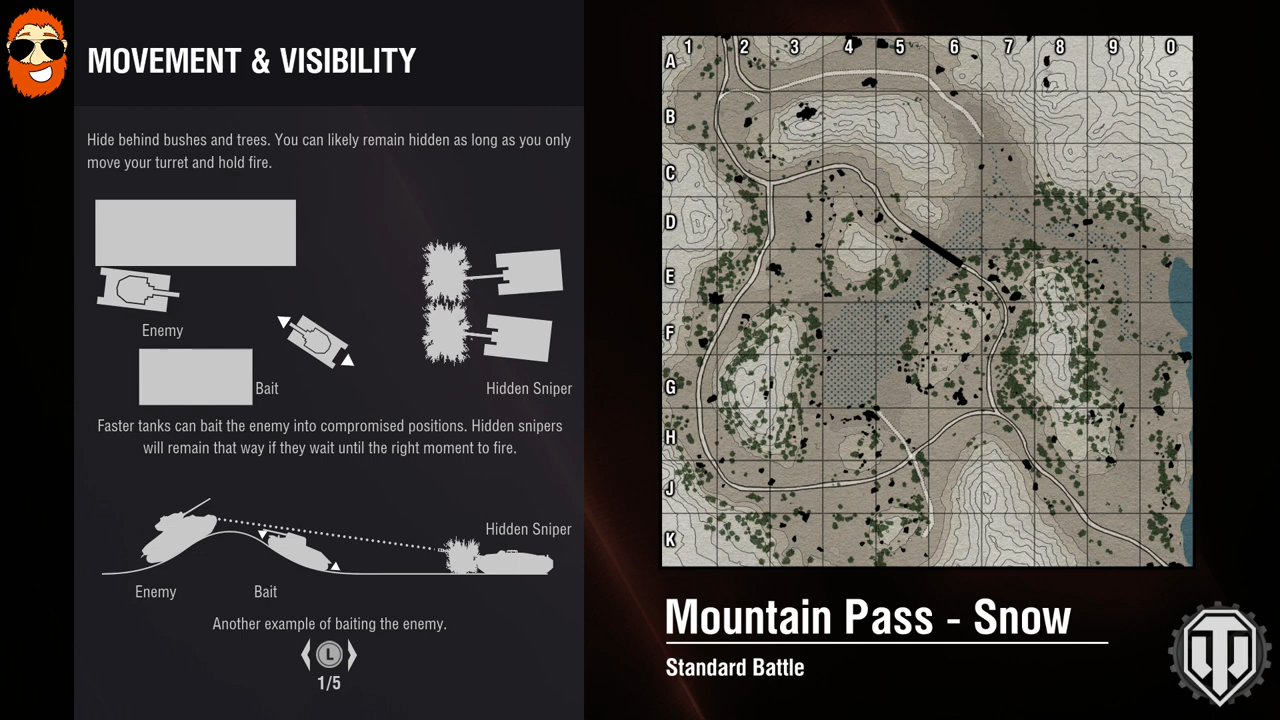 MOVEMENT & VISIBILITY
Hide behind bushes and trees. You can likely remain hidden as long as you only
move your turret and hold fire.
Enemy
Bait
Hidden Sniper
Faster tanks can bait the enemy into compromised positions. Hidden snipers
will remain that way if they wait until the right moment to fire.
Hidden Sniper
Enemy
Bait
Another example of baiting the enemy.
L
1/5
1 2 3 4 5 6 7 8 9 0
A
B
C
D
E
F
G
H
J
K
Mountain Pass - Snow
Standard Battle